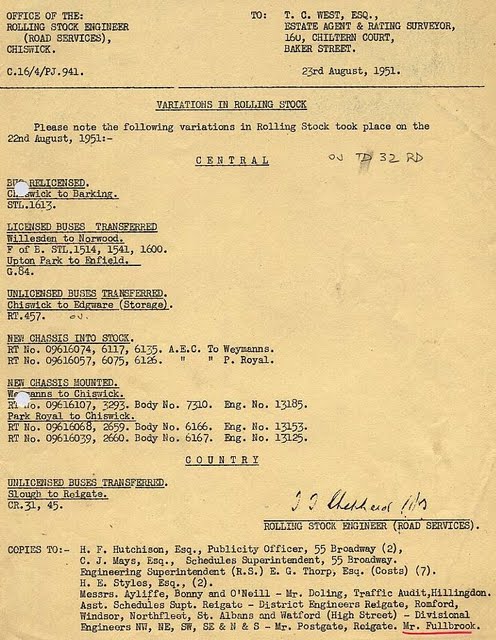 OFFICE OF THE: TO: T. C. WEST, ESQ.,
ROLLING STOCK ENGINEER ESTATE AGENT & RATING SURVEYOR,
(ROAD SERVICES), 160, CHILTERN COURT,
CHISWICK. BAKER STREET.
C.16/4/PJ.941. 23rd August, 1951.
VARIATIONS IN ROLLING STOCK
Please note the following variations in Rolling Stock took place on the
22nd August, 1951:-
CENTRAL OU TD 32 RD
BUS RELICENSED.
Chiswick to Barking.
STL.1613.
LICENSED BUSES TRANSFERRED
Willesden to Norwood.
F of E. STL.1514, 1541, 1600.
Upton Park to Enfield.
G.84.
UNLICENSED BUSES TRANSFERRED.
Chiswick to Edgware (Storage).
RT.457. OU.
NEW CHASSIS INTO STOCK.
RT No. 09616074, 6117, 6135. A.E.C. To Weymanns.
RT No. 09616057, 6075, 6126. " " P. Royal.
NEW CHASSIS MOUNTED.
Weymanns to Chiswick.
RT No. 09616107, 3293. Body No. 7310. Eng. No. 13185.
Park Royal to Chiswick.
RT No. 09616068, 2659. Body No. 6166. Eng. No. 13153.
RT No. 09616039, 2660. Body No. 6167. Eng. No. 13125.
COUNTRY
UNLICENSED BUSES TRANSFERRED.
Slough to Reigate.
CR.31, 45.
Shepherd
ROLLING STOCK ENGINEER (ROAD SERVICES).
COPIES TO:- H. F. Hutchison, Esq., Publicity Officer, 55 Broadway (2),
C. J. Mays, Esq., Schedules Superintendent, 55 Broadway.
Engineering Superintendent (R.S.) E. G. Thorp, Esq. (Costs) (7).
H. E. Styles, Esq., (2).
Messrs. Ayliffe, Bonny and O'Neill - Mr. Doling, Traffic Audit,Hillingdon.
Asst. Schedules Supt. Reigate - District Engineers Reigate, Romford,
Windsor, Northfleet, St. Albans and Watford (High Street) - Divisional
Engineers NW, NE, SW, SE & N & S - Mr. Postgate, Reigate. Mr. Fullbrook.